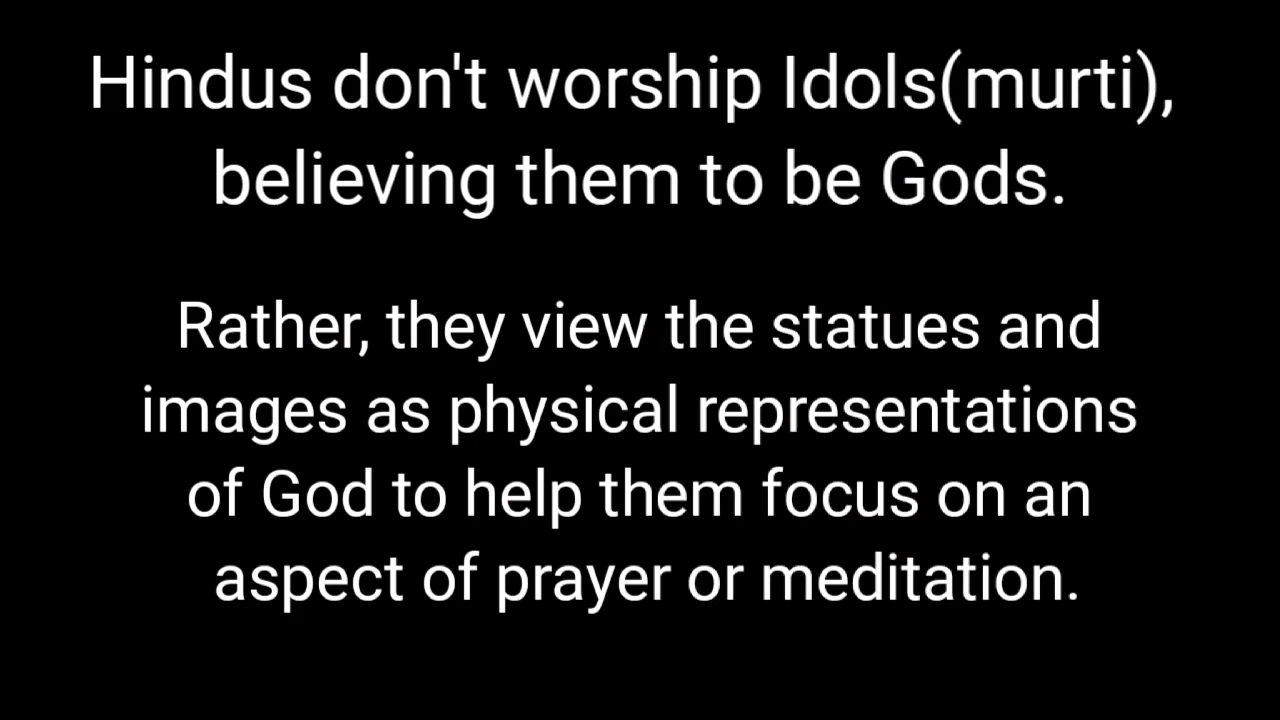 Hindus don't worship Idols(murti),
believing them to be Gods.
Rather, they view the statues and
images as physical representations
of God to help them focus on an
aspect of prayer or meditation.